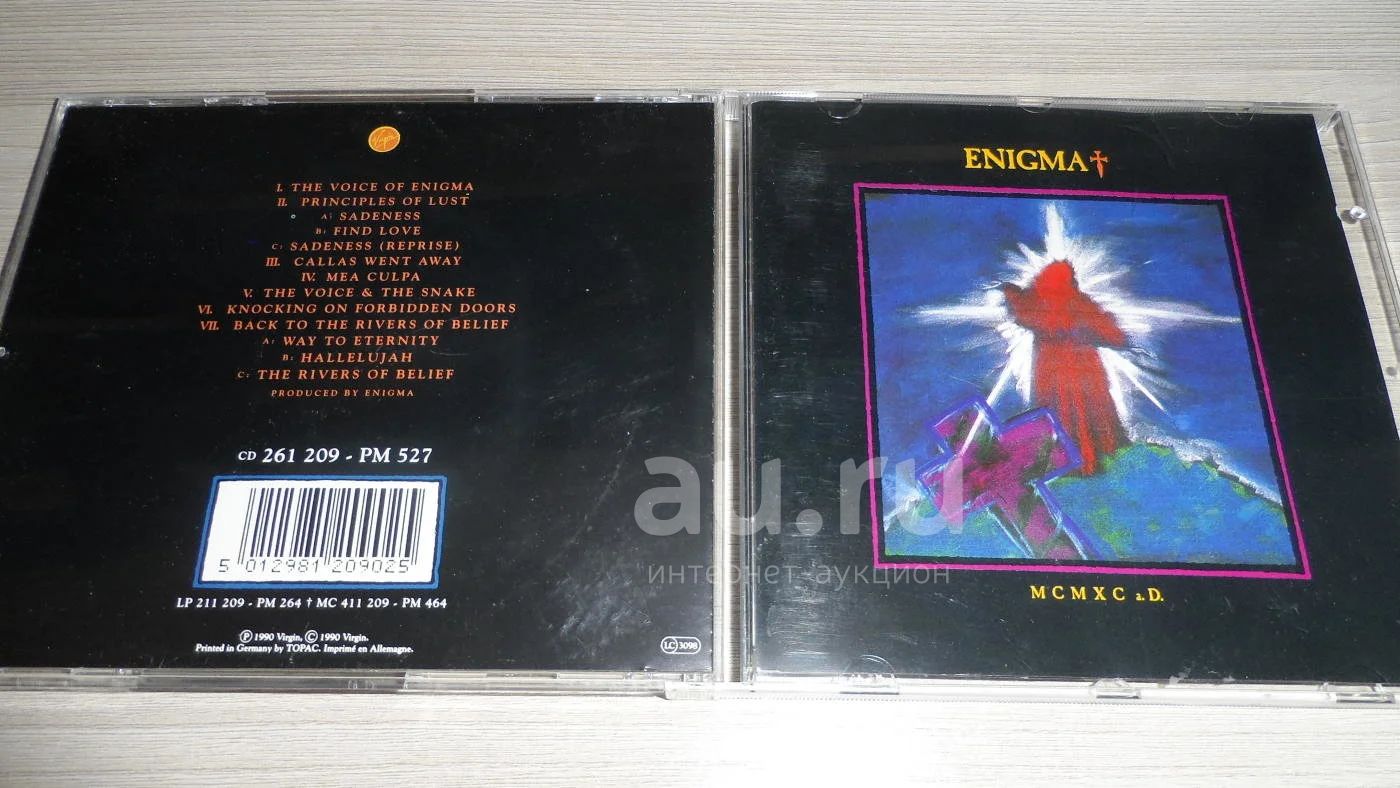 Virgin
I. THE VOICE OF ENIGMA
II. PRINCIPLES OF LUST
A: SADENESS
B: FIND LOVE
C: SADENESS (REPRISE)
III. CALLAS WENT AWAY
IV. MEA CULPA
V. THE VOICE & THE SNAKE
VI. KNOCKING ON FORBIDDEN DOORS
VII. BACK TO THE RIVERS OF BELIEF
A: WAY TO ETERNITY
B: HALLELUJAH
C: THE RIVERS OF BELIEF
PRODUCED BY ENIGMA
CD 261 209 - PM 527
5 012981 209025
LP 211 209 - PM 264 † MC 411 209 - PM 464
Ⓟ 1990 Virgin, © 1990 Virgin.
Printed in Germany by TOPAC. Imprimé en Allemagne.
LC 3098
ENIGMA†
MCMXC a.D.
au.ru
интернет-аукцион